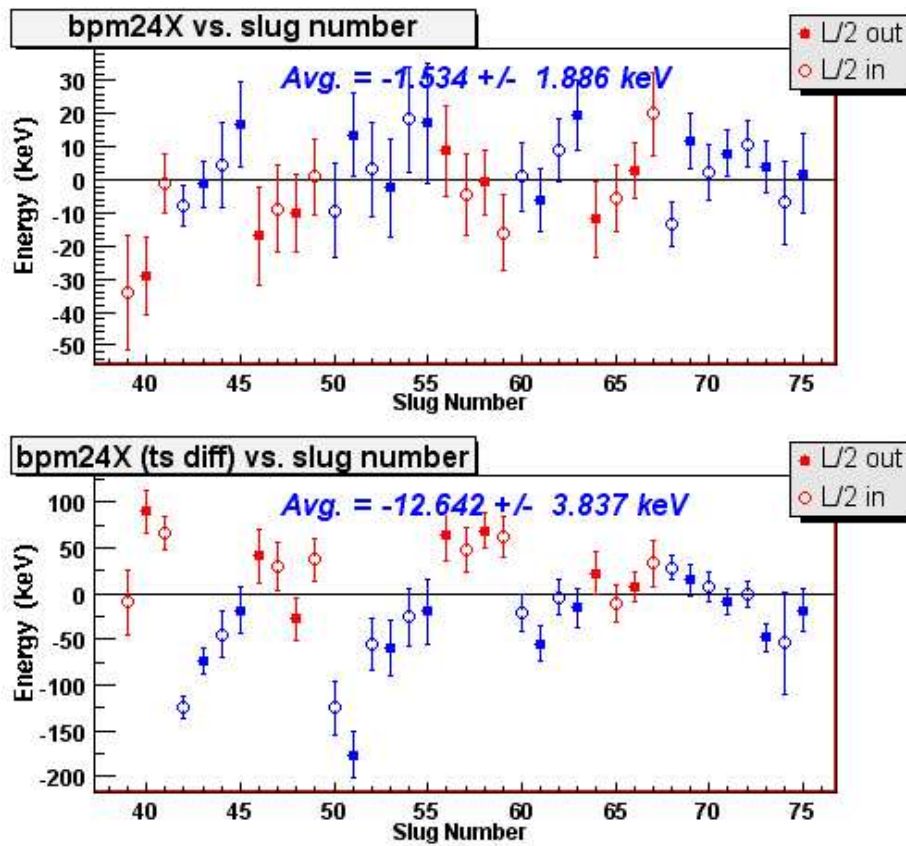 bpm24X vs. slug number
L/2 out
L/2 in
Avg. = -1.534 +/- 1.886 keV
Energy (keV)
30
20
10
0
-10
-20
-30
-40
-50
40 45 50 55 60 65 70 75
Slug Number
bpm24X (ts diff) vs. slug number
L/2 out
L/2 in
Avg. = -12.642 +/- 3.837 keV
Energy (keV)
100
50
0
-50
-100
-150
-200
40 45 50 55 60 65 70 75
Slug Number